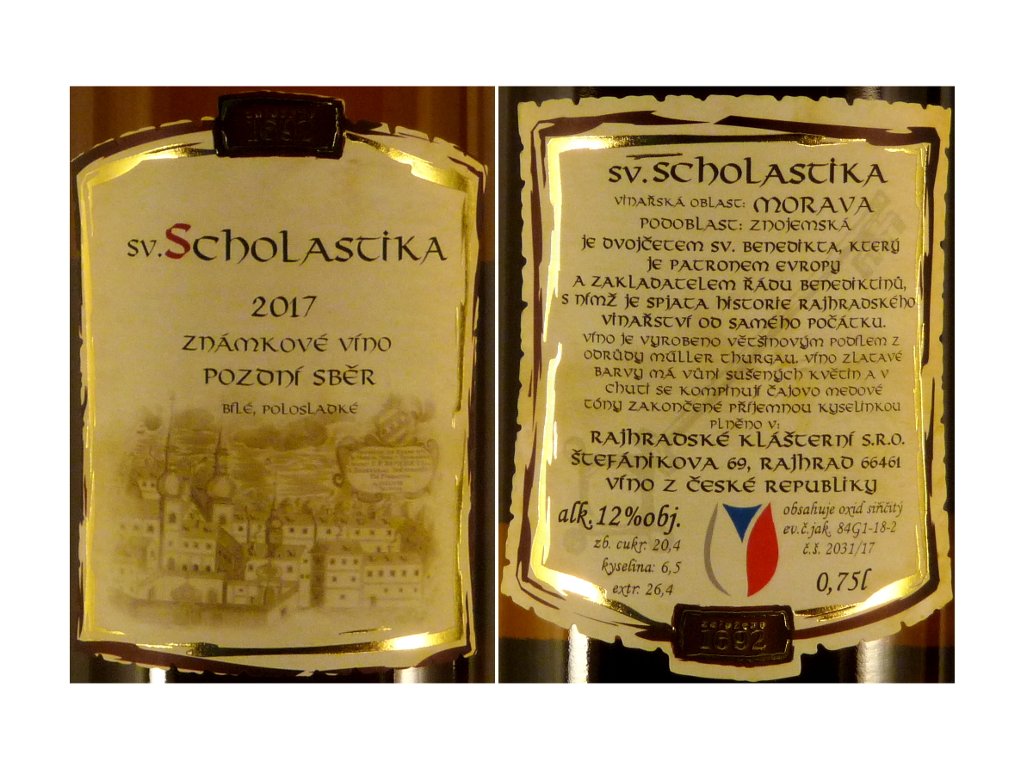 1692
sv. Scholastika
2017
známkové víno
pozdní sběr
bílé, polosladké
sv. Scholastika
vinařská oblast: Morava
podoblast: Znojemská
je dvojčetem sv. Benedikta, který
je patronem Evropy
a zakladatelem řádu Benediktinů,
s nímž je spjata historie Rajhradského
vinařství od samého počátku.
víno je vyrobeno většinovým podílem z
odrůdy Müller Thurgau. víno zlatavé
barvy má vůni sušených květin a v
chuti se kompinují čajovo medové
tóny zakončené příjemnou kyselinkou
plněno v:
Rajhradské klášterní s.r.o.
Štefánikova 69, Rajhrad 66461
víno z České republiky
alk. 12%obj.
zb. cukr: 20,4
kyselina: 6,5
extr: 26,4
obsahuje oxid siřičitý
ev.č.jak. 84G1-18-2
č.š. 2031/17
0,75l
založeno
1692